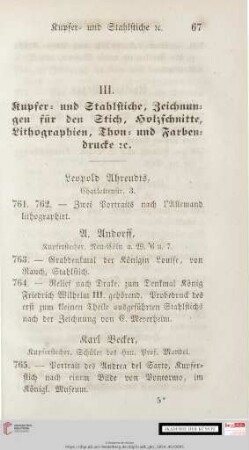 Kupfer- und Stahlstiche ꝛc. 67
III.
Kupfer- und Stahlstiche, Zeichnun-
gen für den Stich, Holzschnitte,
Lithographien, Thon- und Farben-
drucke ꝛc.
Leopold Ahrendts,
Charlottenstr. 3.
761. 762. — Zwei Portraits nach l'Allemand
lithographirt.
A. Andorff,
Kupferstecher, Neu-Cöln a. W. 6 u. 7.
763. — Grabdenkmal der Königin Louise, von
Rauch, Stahlstich.
764. — Relief nach Drake, zum Denkmal König
Friedrich Wilhelm III. gehörend. Probedruck des
erst zum kleinen Theile ausgeführten Stahlstichs
nach der Zeichnung von E. Meyerheim.
Karl Becker,
Kupferstecher, Schüler des Hrn. Prof. Mandel.
765. — Portrait des Andrea del Sarto, Kupfer-
stich nach einem Bilde von Pontormo, im
Königl. Museum.
5*